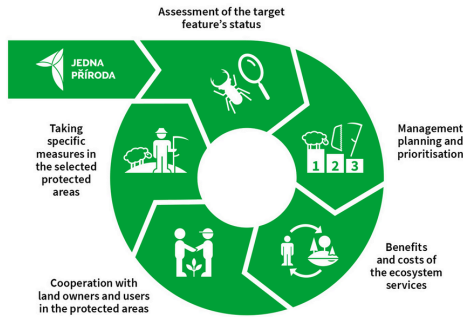 Assessment of the target
feature's status
JEDNA
PŘÍRODA
Management
planning and
prioritisation
1 2 3
Benefits
and costs of
the ecosystem
services
Cooperation with
land owners and users
in the protected areas
Taking
specific
measures in
the selected
protected
areas